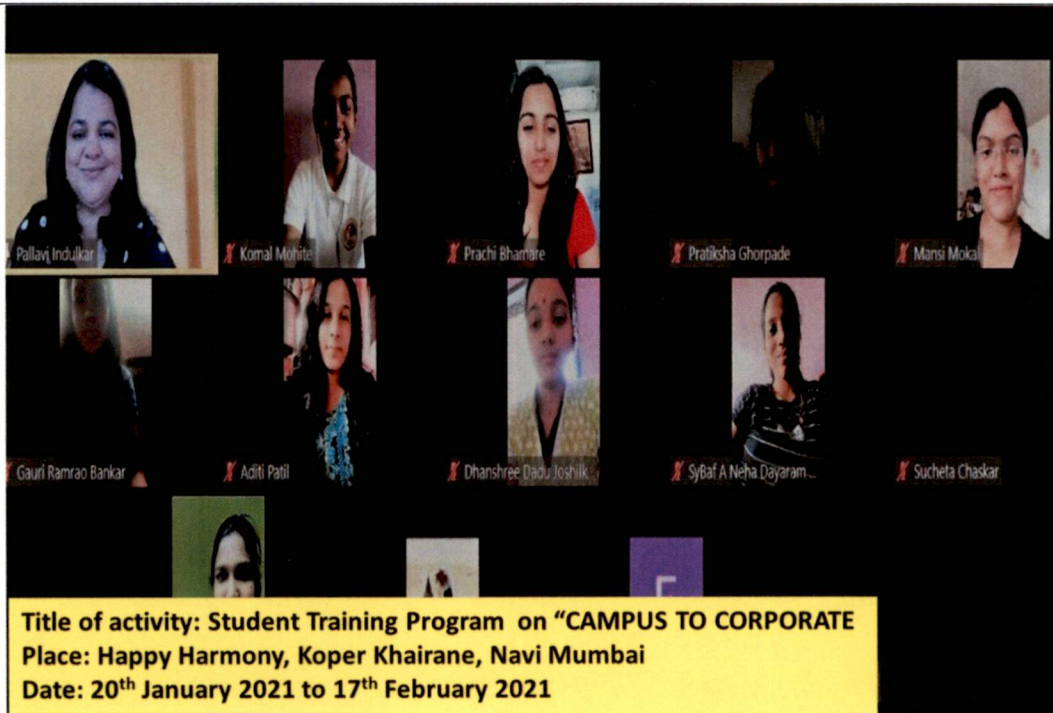 Pallavi Indulkar
Komal Mohite
Prachi Bhamare
Pratiksha Ghorpade
Mansi Mokal
Gauri Ramrao Bankar
Aditi Patil
Dhanshree Dadu Joshilk
SyBaf A Neha Dayaram...
Sucheta Chaskar
E
Title of activity: Student Training Program on “CAMPUS TO CORPORATE
Place: Happy Harmony, Koper Khairane, Navi Mumbai
Date: 20th January 2021 to 17th February 2021